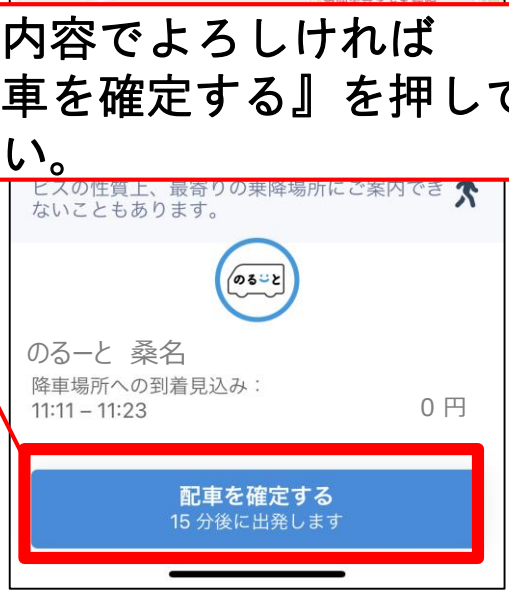 内容でよろしければ
車を確定する』を押して
い。
ビスの性質上、最寄りの乗降場所にご案内でき
ないこともあります。
のるーと
のるーと 桑名
降車場所への到着見込み：
11:11 – 11:23
0 円
配車を確定する
15 分後に出発します